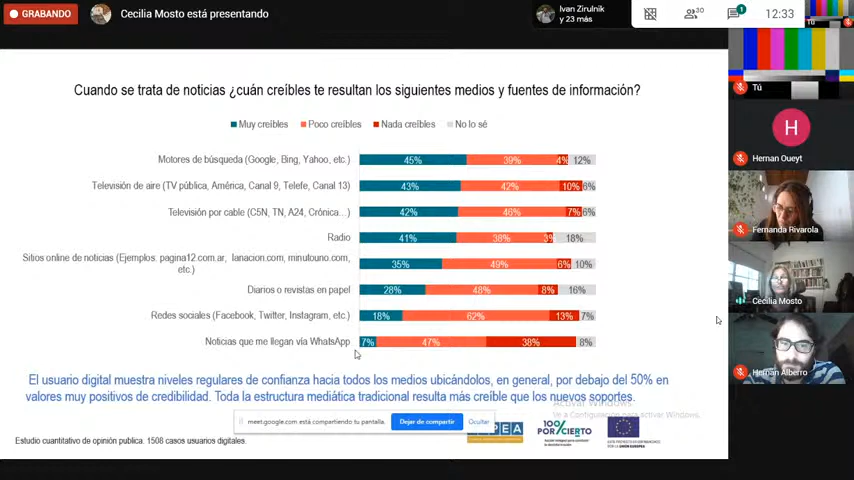 GRABANDO
Cecilia Mosto está presentando
Ivan Zirulnik
y 23 más
30
1
12:33
Tú
Cuando se trata de noticias ¿cuán creíbles te resultan los siguientes medios y fuentes de información?
Muy creíbles Poco creíbles Nada creíbles No lo sé
Motores de búsqueda (Google, Bing, Yahoo, etc.) 45% 39% 4% 12%
Televisión de aire (TV pública, América, Canal 9, Telefe, Canal 13) 43% 42% 10% 6%
Televisión por cable (C5N, TN, A24, Crónica...) 42% 46% 7% 6%
Radio 41% 38% 3% 18%
Sitios online de noticias (Ejemplos. pagina12.com.ar, lanacion.com, minutouno.com,
etc.) 35% 49% 6% 10%
Diarios o revistas en papel 28% 48% 8% 16%
Redes sociales (Facebook, Twitter, Instagram, etc.) 18% 62% 13% 7%
Noticias que me llegan vía WhatsApp 7% 47% 38% 8%
El usuario digital muestra niveles regulares de confianza hacia todos los medios ubicándolos, en general, por debajo del 50% en
valores muy positivos de credibilidad. Toda la estructura mediática tradicional resulta más creíble que los nuevos soportes.
Activar Windows
Ve a Configuración para activar Windows.
meet.google.com está compartiendo tu pantalla.
Dejar de compartir
Ocultar
Estudio cuantitativo de opinión publica. 1508 casos usuarios digitales.
100%
POR/CIERTO
Tú
H
Hernan Oueyt
Fernanda Rivarola
Cecilia Mosto
Hernán Alberro